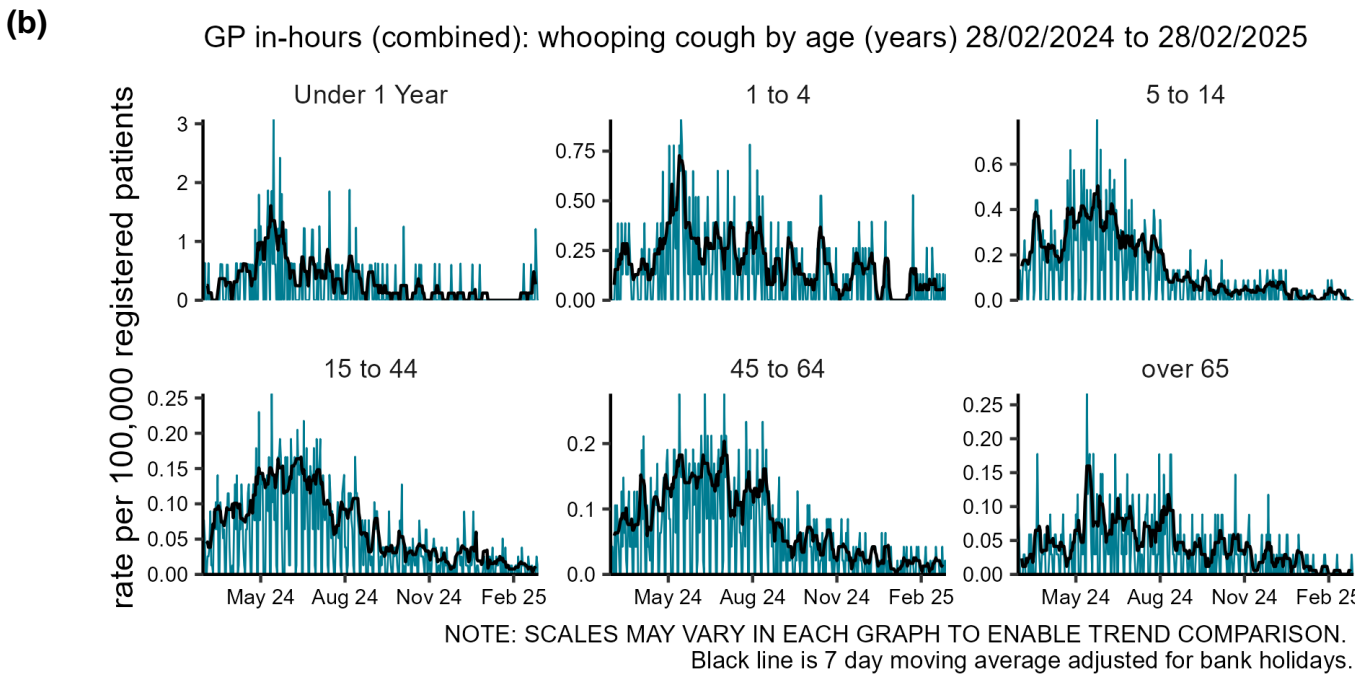 (b)
GP in-hours (combined): whooping cough by age (years) 28/02/2024 to 28/02/2025
rate per 100,000 registered patients
Under 1 Year
3
2
1
0
1 to 4
0.75
0.50
0.25
0.00
5 to 14
0.6
0.4
0.2
0.0
15 to 44
0.25
0.20
0.15
0.10
0.05
0.00
May 24 Aug 24 Nov 24 Feb 25
45 to 64
0.2
0.1
0.0
May 24 Aug 24 Nov 24 Feb 25
over 65
0.25
0.20
0.15
0.10
0.05
0.00
May 24 Aug 24 Nov 24 Feb 25
NOTE: SCALES MAY VARY IN EACH GRAPH TO ENABLE TREND COMPARISON.
Black line is 7 day moving average adjusted for bank holidays.